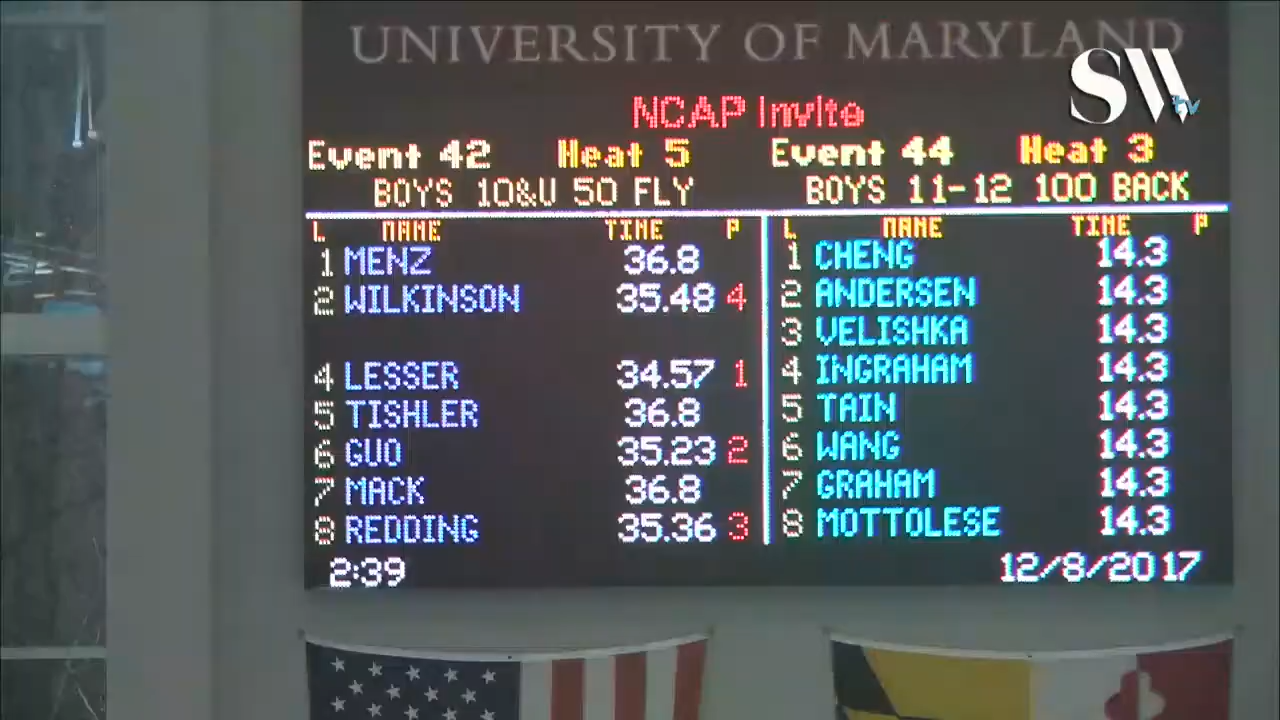 UNIVERSITY OF MARYLAND
SW
tv
NCAP Invite
Event 42 Heat 5
BOYS 10&U 50 FLY
L NAME TIME P
1 MENZ 36.8
2 WILKINSON 35.48 4
4 LESSER 34.57 1
5 TISHLER 36.8
6 GUO 35.23 2
7 MACK 36.8
8 REDDING 35.36 3
2:39
Event 44 Heat 3
BOYS 11-12 100 BACK
L NAME TIME P
1 CHENG 14.3
2 ANDERSEN 14.3
3 VELISHKA 14.3
4 INGRAHAM 14.3
5 TAIN 14.3
6 WANG 14.3
7 GRAHAM 14.3
8 MOTTOLESE 14.3
12/8/2017